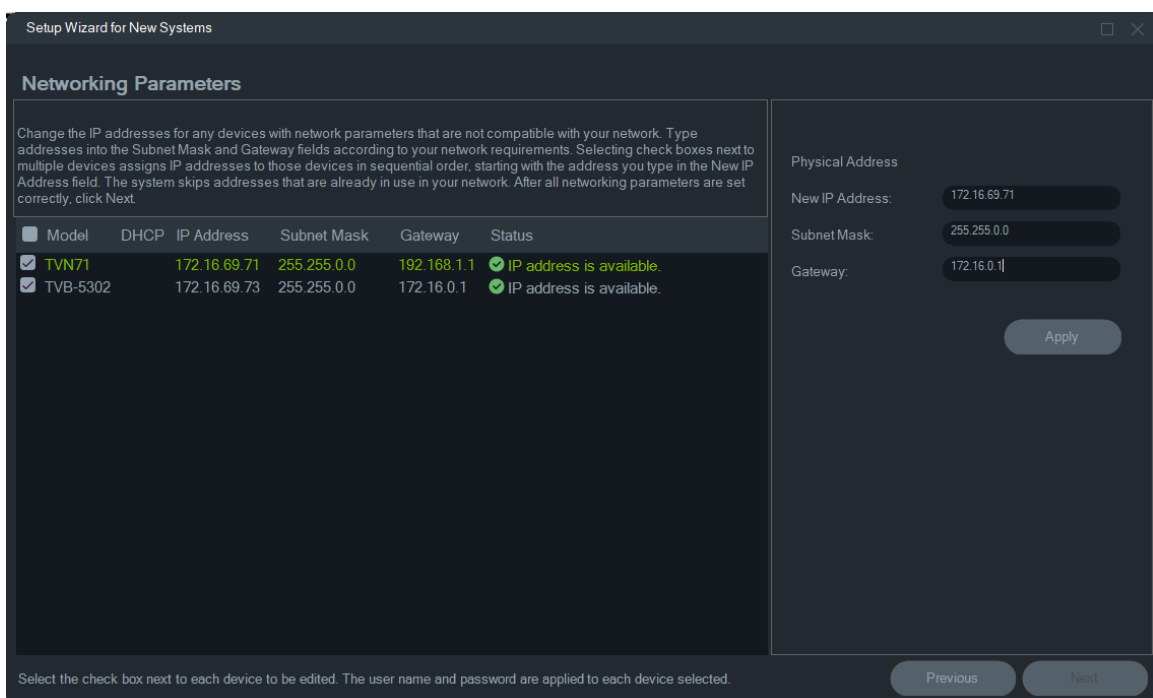 Setup Wizard for New Systems
Networking Parameters
Change the IP addresses for any devices with network parameters that are not compatible with your network. Type
addresses into the Subnet Mask and Gateway fields according to your network requirements. Selecting check boxes next to
multiple devices assigns IP addresses to those devices in sequential order, starting with the address you type in the New IP
Address field. The system skips addresses that are already in use in your network. After all networking parameters are set
correctly, click Next.
Model DHCP IP Address Subnet Mask Gateway Status
TVN71 172.16.69.71 255.255.0.0 192.168.1.1 IP address is available.
TVB-5302 172.16.69.73 255.255.0.0 172.16.0.1 IP address is available.
Physical Address
New IP Address: 172.16.69.71
Subnet Mask: 255.255.0.0
Gateway: 172.16.0.1
Apply
Select the check box next to each device to be edited. The user name and password are applied to each device selected.
Previous Next